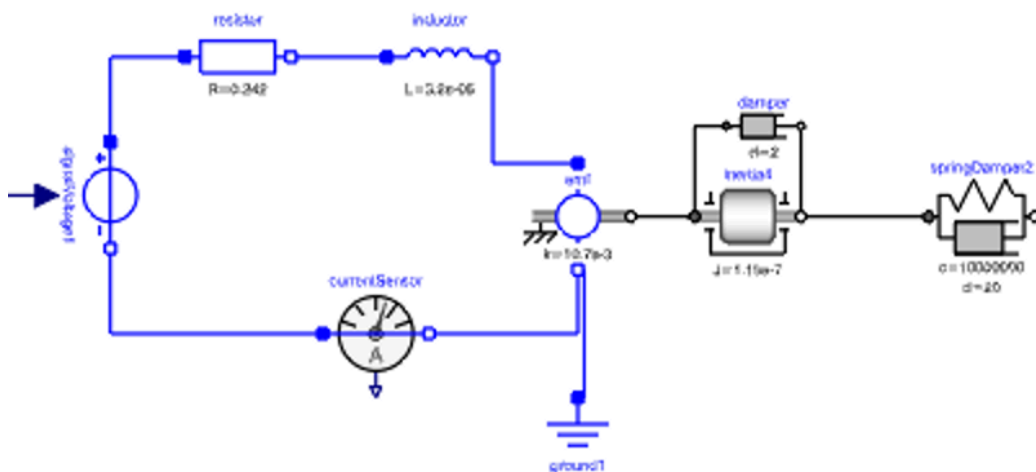 resistor
inductor
R=0.242
L=3.2e-05
damper
d=2
signalVoltage1
+
-
emf
inertia4
springDamper2
k=10.7e-3
J=1.15e-7
d=20
currentSensor
A
ground1